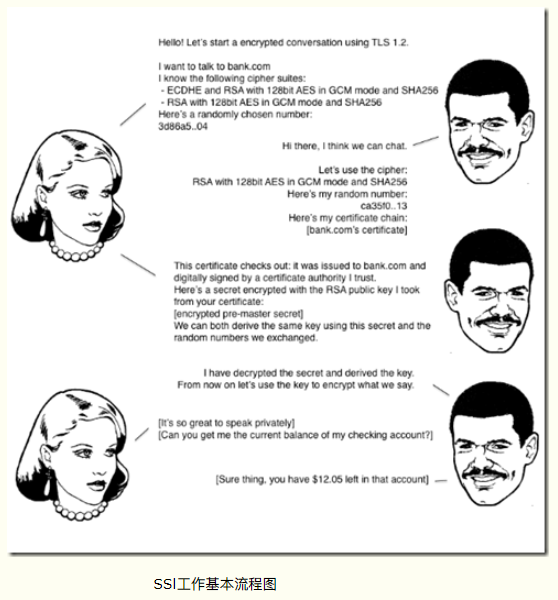 Hello! Let's start a encrypted conversation using TLS 1.2.
I want to talk to bank.com
I know the following cipher suites:
- ECDHE and RSA with 128bit AES in GCM mode and SHA256
- RSA with 128bit AES in GCM mode and SHA256
Here's a randomly chosen number:
3d86a5..04
Hi there, I think we can chat.
Let's use the cipher:
RSA with 128bit AES in GCM mode and SHA256
Here's my random number:
ca35f0..13
Here's my certificate chain:
[bank.com's certificate]
This certificate checks out: it was issued to bank.com and
digitally signed by a certificate authority I trust.
Here's a secret encrypted with the RSA public key I took
from your certificate:
[encrypted pre-master secret]
We can both derive the same key using this secret and the
random numbers we exchanged.
I have decrypted the secret and derived the key.
From now on let's use the key to encrypt what we say.
[It's so great to speak privately]
[Can you get me the current balance of my checking account?]
[Sure thing, you have $12.05 left in that account]
SSl工作基本流程图